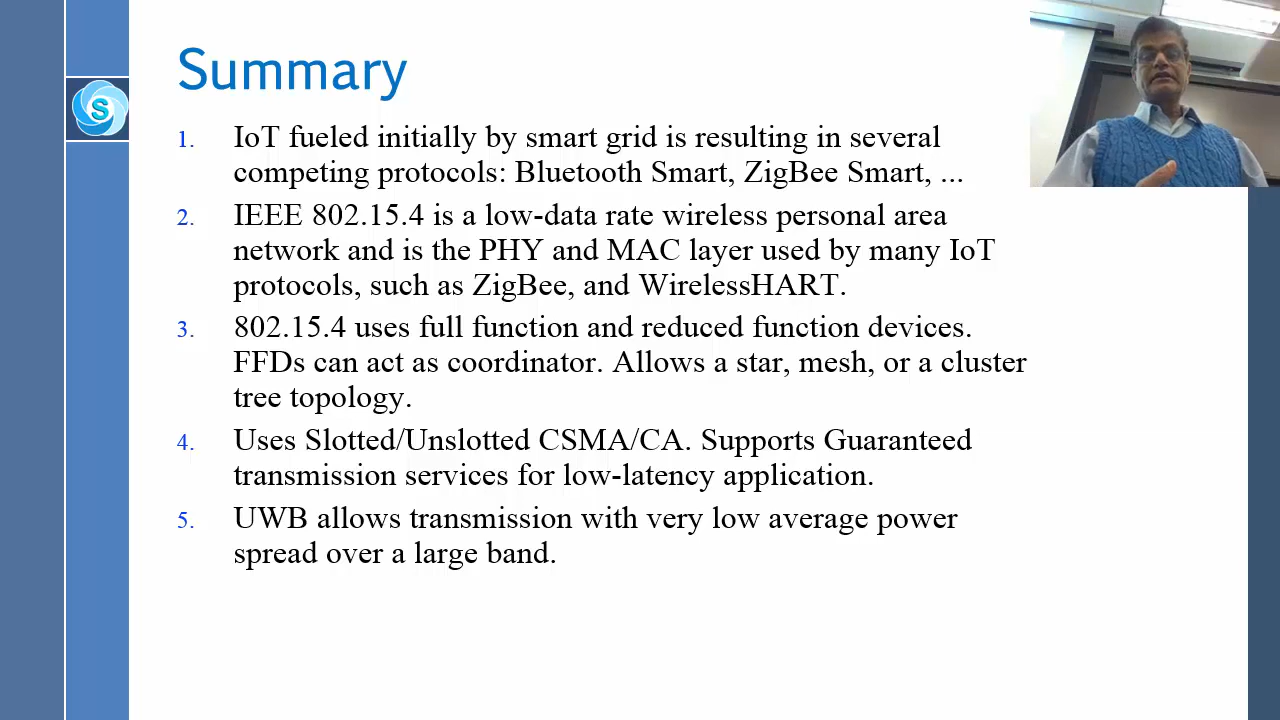 Summary
S
1. IoT fueled initially by smart grid is resulting in several
competing protocols: Bluetooth Smart, ZigBee Smart, ...
2. IEEE 802.15.4 is a low-data rate wireless personal area
network and is the PHY and MAC layer used by many IoT
protocols, such as ZigBee, and WirelessHART.
3. 802.15.4 uses full function and reduced function devices.
FFDs can act as coordinator. Allows a star, mesh, or a cluster
tree topology.
4. Uses Slotted/Unslotted CSMA/CA. Supports Guaranteed
transmission services for low-latency application.
5. UWB allows transmission with very low average power
spread over a large band.